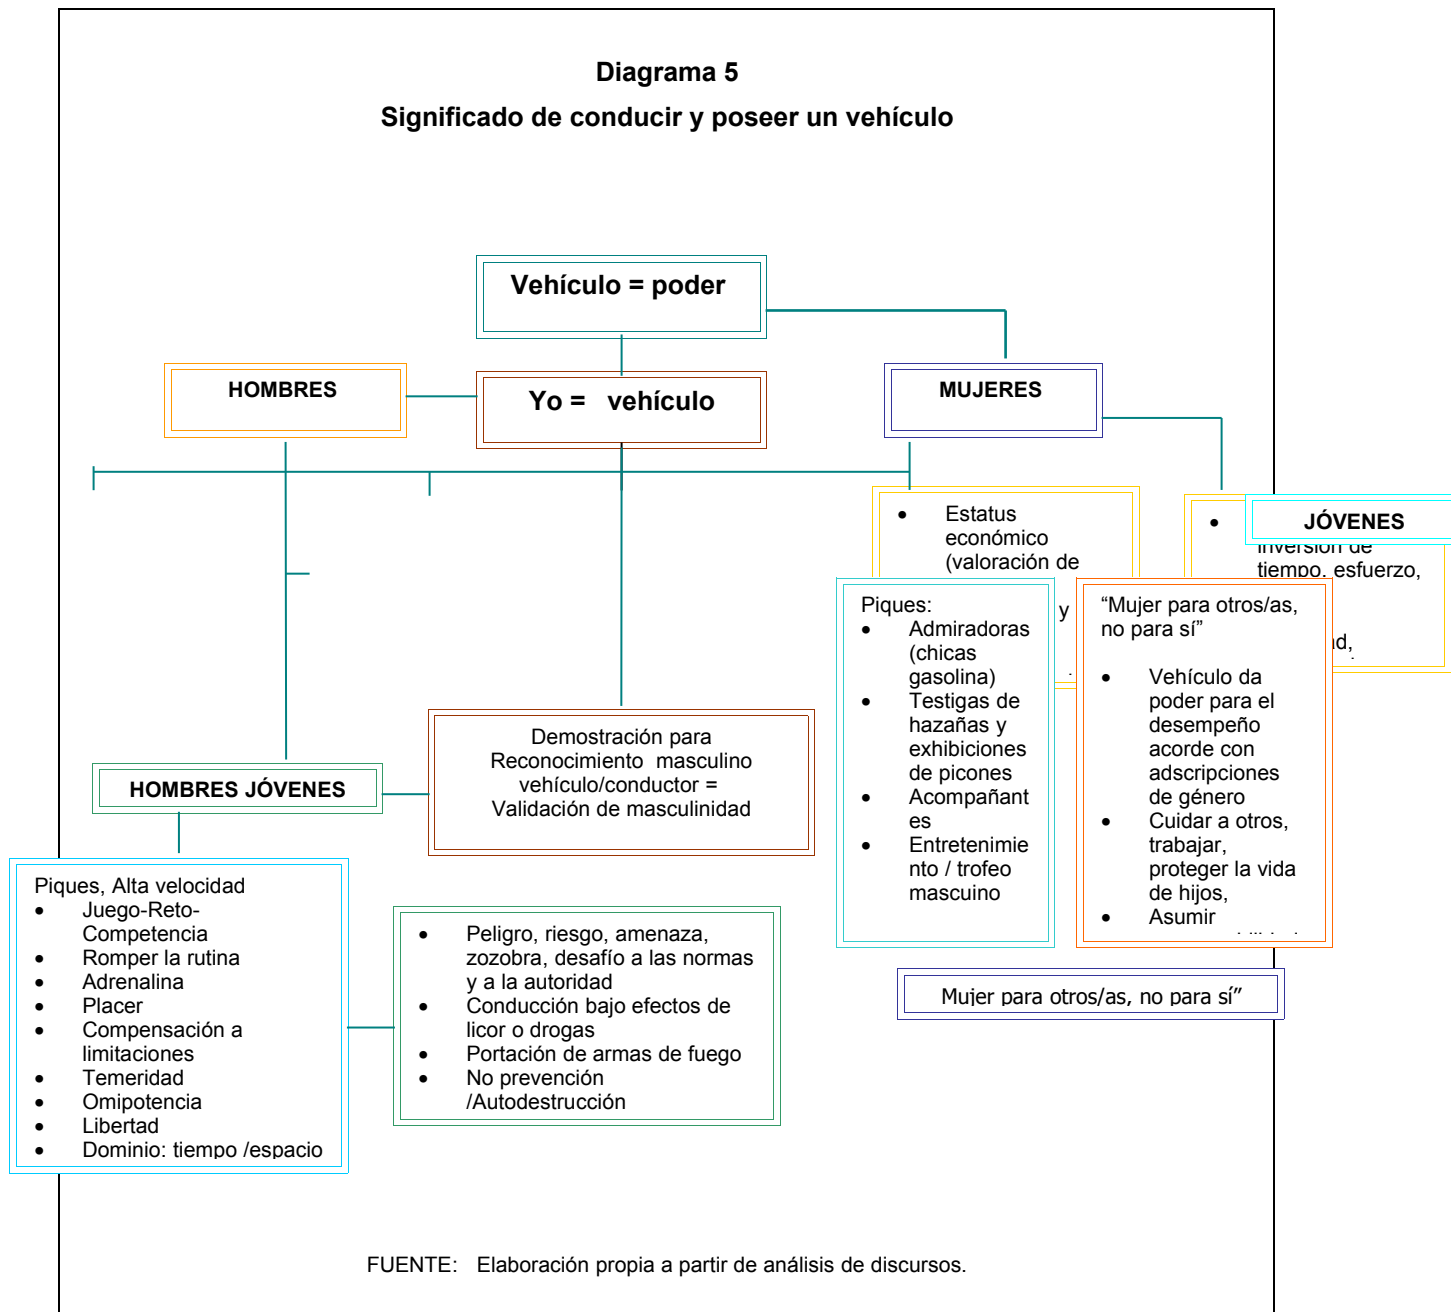 Diagrama 5
Significado de conducir y poseer un vehículo
Vehículo = poder
HOMBRES
Yo = vehículo
MUJERES
• Estatus
económico
(valoración de
y
•
JÓVENES
inversión de
tiempo, esfuerzo,
Piques:
• Admiradoras
(chicas
gasolina)
• Testigas de
hazañas y
exhibiciones
de picones
• Acompañant
es
• Entretenimie
nto / trofeo
mascuino
“Mujer para otros/as,
no para sí”
• Vehículo da
poder para el
desempeño
acorde con
adscripciones
de género
• Cuidar a otros,
trabajar,
proteger la vida
de hijos,
• Asumir
Demostración para
Reconocimiento masculino
vehículo/conductor =
Validación de masculinidad
HOMBRES JÓVENES
Piques, Alta velocidad
• Juego-Reto-
Competencia
• Romper la rutina
• Adrenalina
• Placer
• Compensación a
limitaciones
• Temeridad
• Omipotencia
• Libertad
• Dominio: tiempo /espacio
• Peligro, riesgo, amenaza,
zozobra, desafío a las normas
y a la autoridad
• Conducción bajo efectos de
licor o drogas
• Portación de armas de fuego
• No prevención
/Autodestrucción
Mujer para otros/as, no para sí”
FUENTE: Elaboración propia a partir de análisis de discursos.